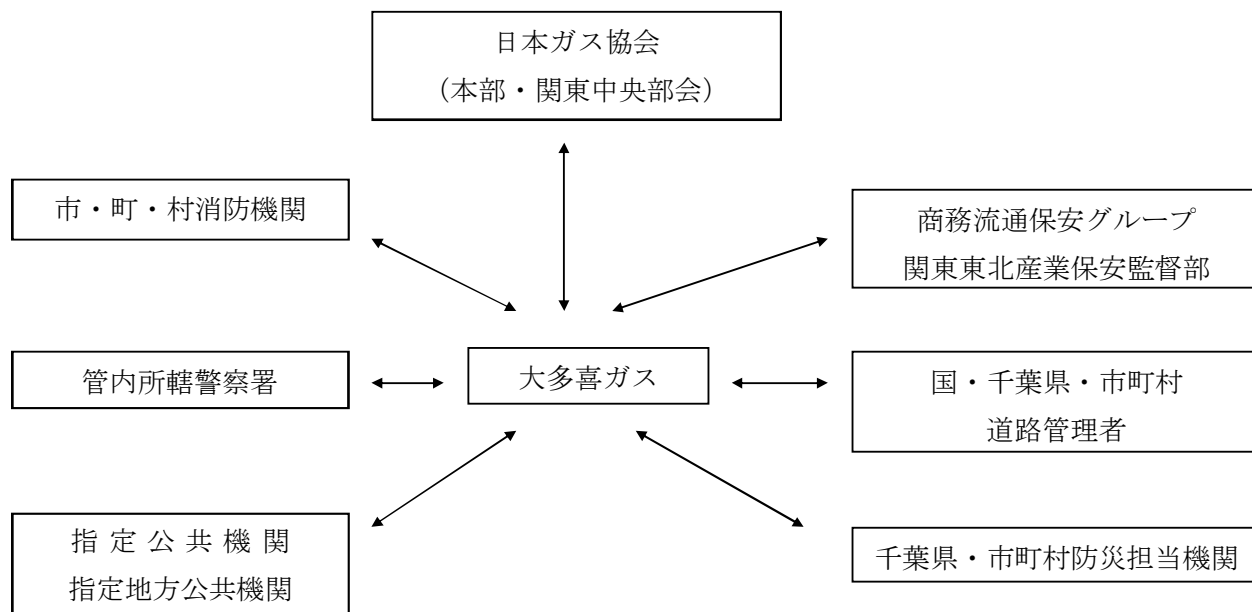 日本ガス協会
（本部・関東中央部会）
市・町・村消防機関
商務流通保安グループ
関東東北産業保安監督部
管内所轄警察署
大多喜ガス
国・千葉県・市町村
道路管理者
指 定 公 共 機 関
指定地方公共機関
千葉県・市町村防災担当機関